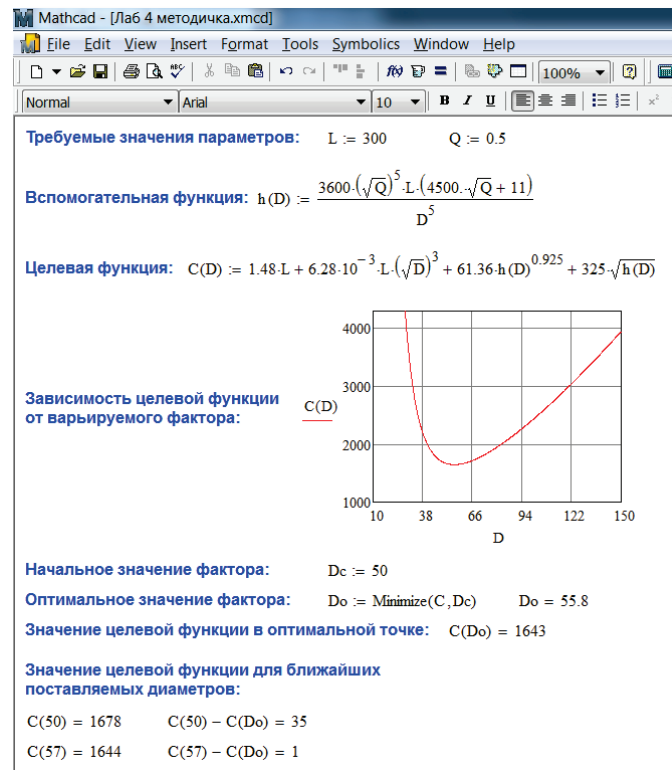 Mathcad - [Лаб 4 методичка.xmcd]
File Edit View Insert Format Tools Symbolics Window Help
100%
Normal Arial 10 B I U
Требуемые значения параметров: L := 300 Q := 0.5
Вспомогательная функция: h(D) := 3600·(√Q)^5·L·(4500.·√Q + 11) / D^5
Целевая функция: C(D) := 1.48·L + 6.28·10^-3·L·(√D)^3 + 61.36·h(D)^0.925 + 325·√h(D)
4000
3000
2000
1000
Зависимость целевой функции
от варьируемого фактора:
C(D)
10 38 66 94 122 150
D
Начальное значение фактора: Dc := 50
Оптимальное значение фактора: Do := Minimize(C,Dc) Do = 55.8
Значение целевой функции в оптимальной точке: C(Do) = 1643
Значение целевой функции для ближайших
поставляемых диаметров:
C(50) = 1678 C(50) − C(Do) = 35
C(57) = 1644 C(57) − C(Do) = 1